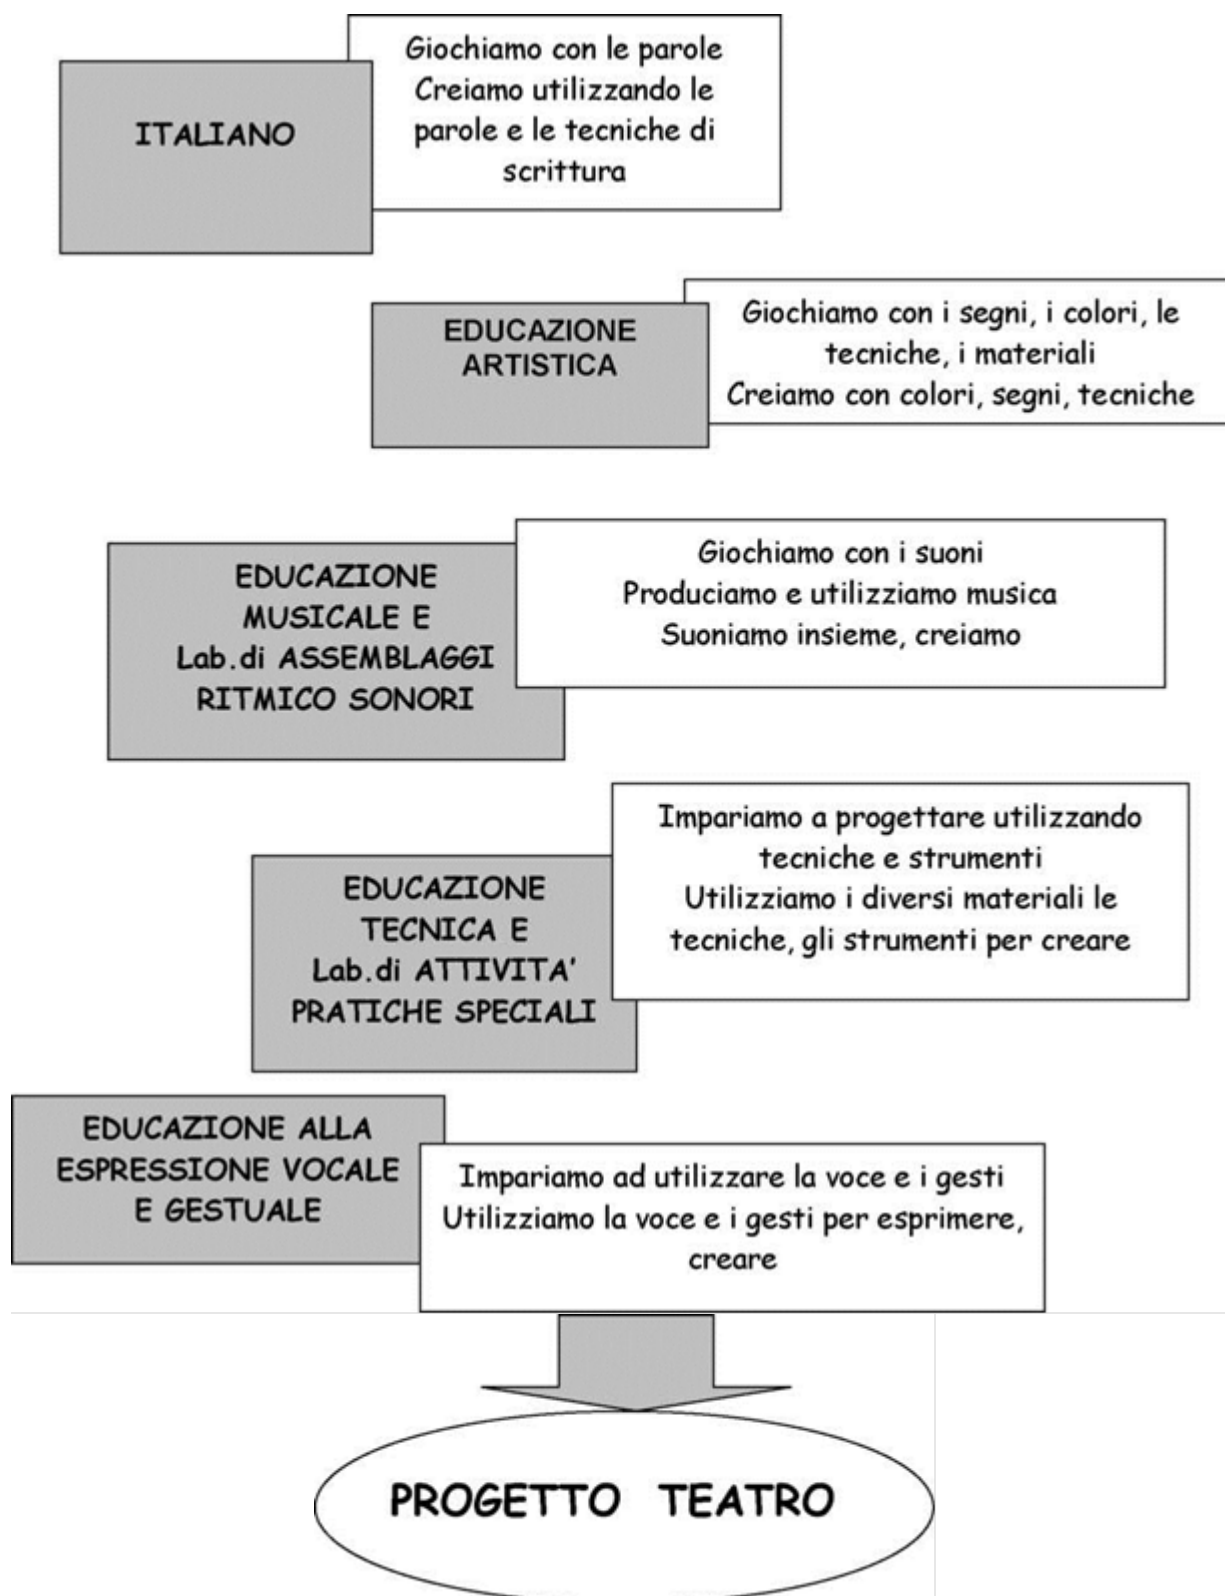 ITALIANO
Giochiamo con le parole
Creiamo utilizzando le
parole e le tecniche di
scrittura
EDUCAZIONE
ARTISTICA
Giochiamo con i segni, i colori, le
tecniche, i materiali
Creiamo con colori, segni, tecniche
EDUCAZIONE
MUSICALE E
Lab.di ASSEMBLAGGI
RITMICO SONORI
Giochiamo con i suoni
Produciamo e utilizziamo musica
Suoniamo insieme, creiamo
EDUCAZIONE
TECNICA E
Lab.di ATTIVITA'
PRATICHE SPECIALI
Impariamo a progettare utilizzando
tecniche e strumenti
Utilizziamo i diversi materiali le
tecniche, gli strumenti per creare
EDUCAZIONE ALLA
ESPRESSIONE VOCALE
E GESTUALE
Impariamo ad utilizzare la voce e i gesti
Utilizziamo la voce e i gesti per esprimere,
creare
PROGETTO TEATRO